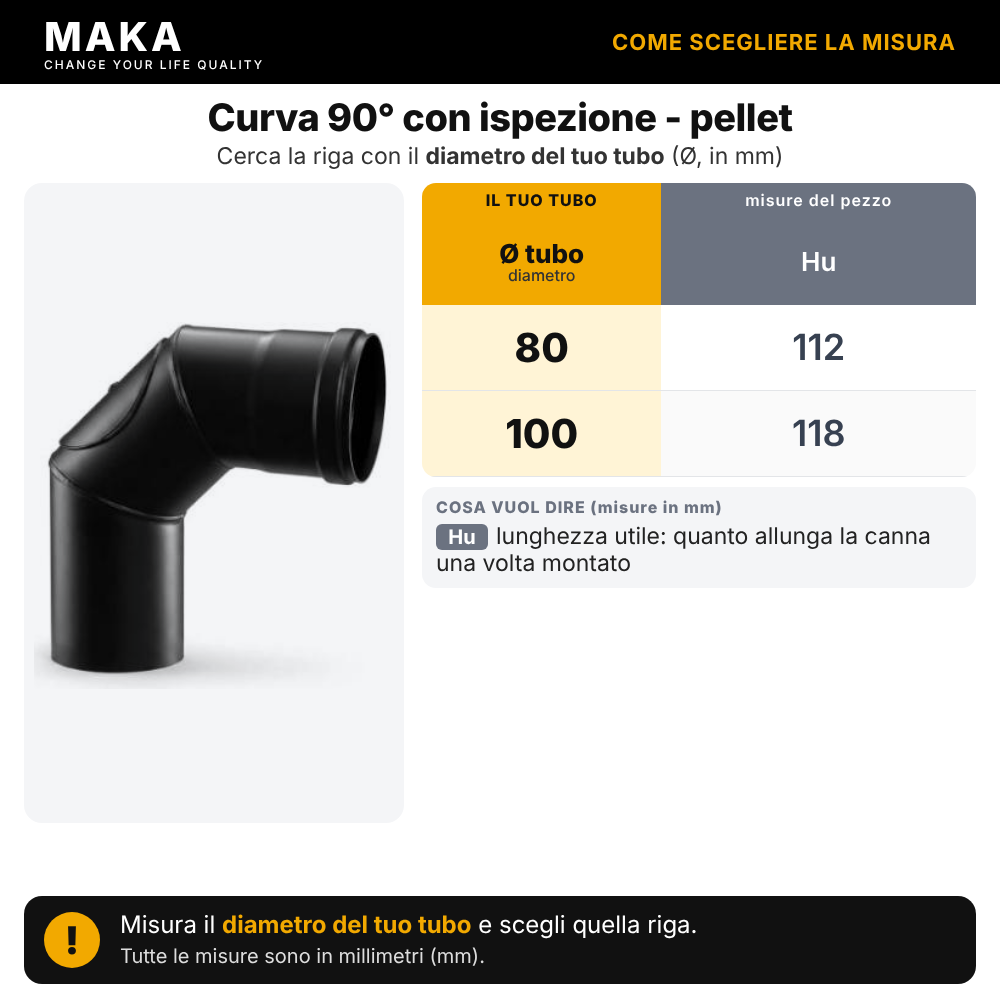 MAKA
CHANGE YOUR LIFE QUALITY
COME SCEGLIERE LA MISURA
Curva 90° con ispezione - pellet
Cerca la riga con il diametro del tuo tubo (Ø, in mm)
IL TUO TUBO
misure del pezzo
Ø tubo
diametro
Hu
80
112
100
118
COSA VUOL DIRE (misure in mm)
Hu lunghezza utile: quanto allunga la canna
una volta montato
!
Misura il diametro del tuo tubo e scegli quella riga.
Tutte le misure sono in millimetri (mm).